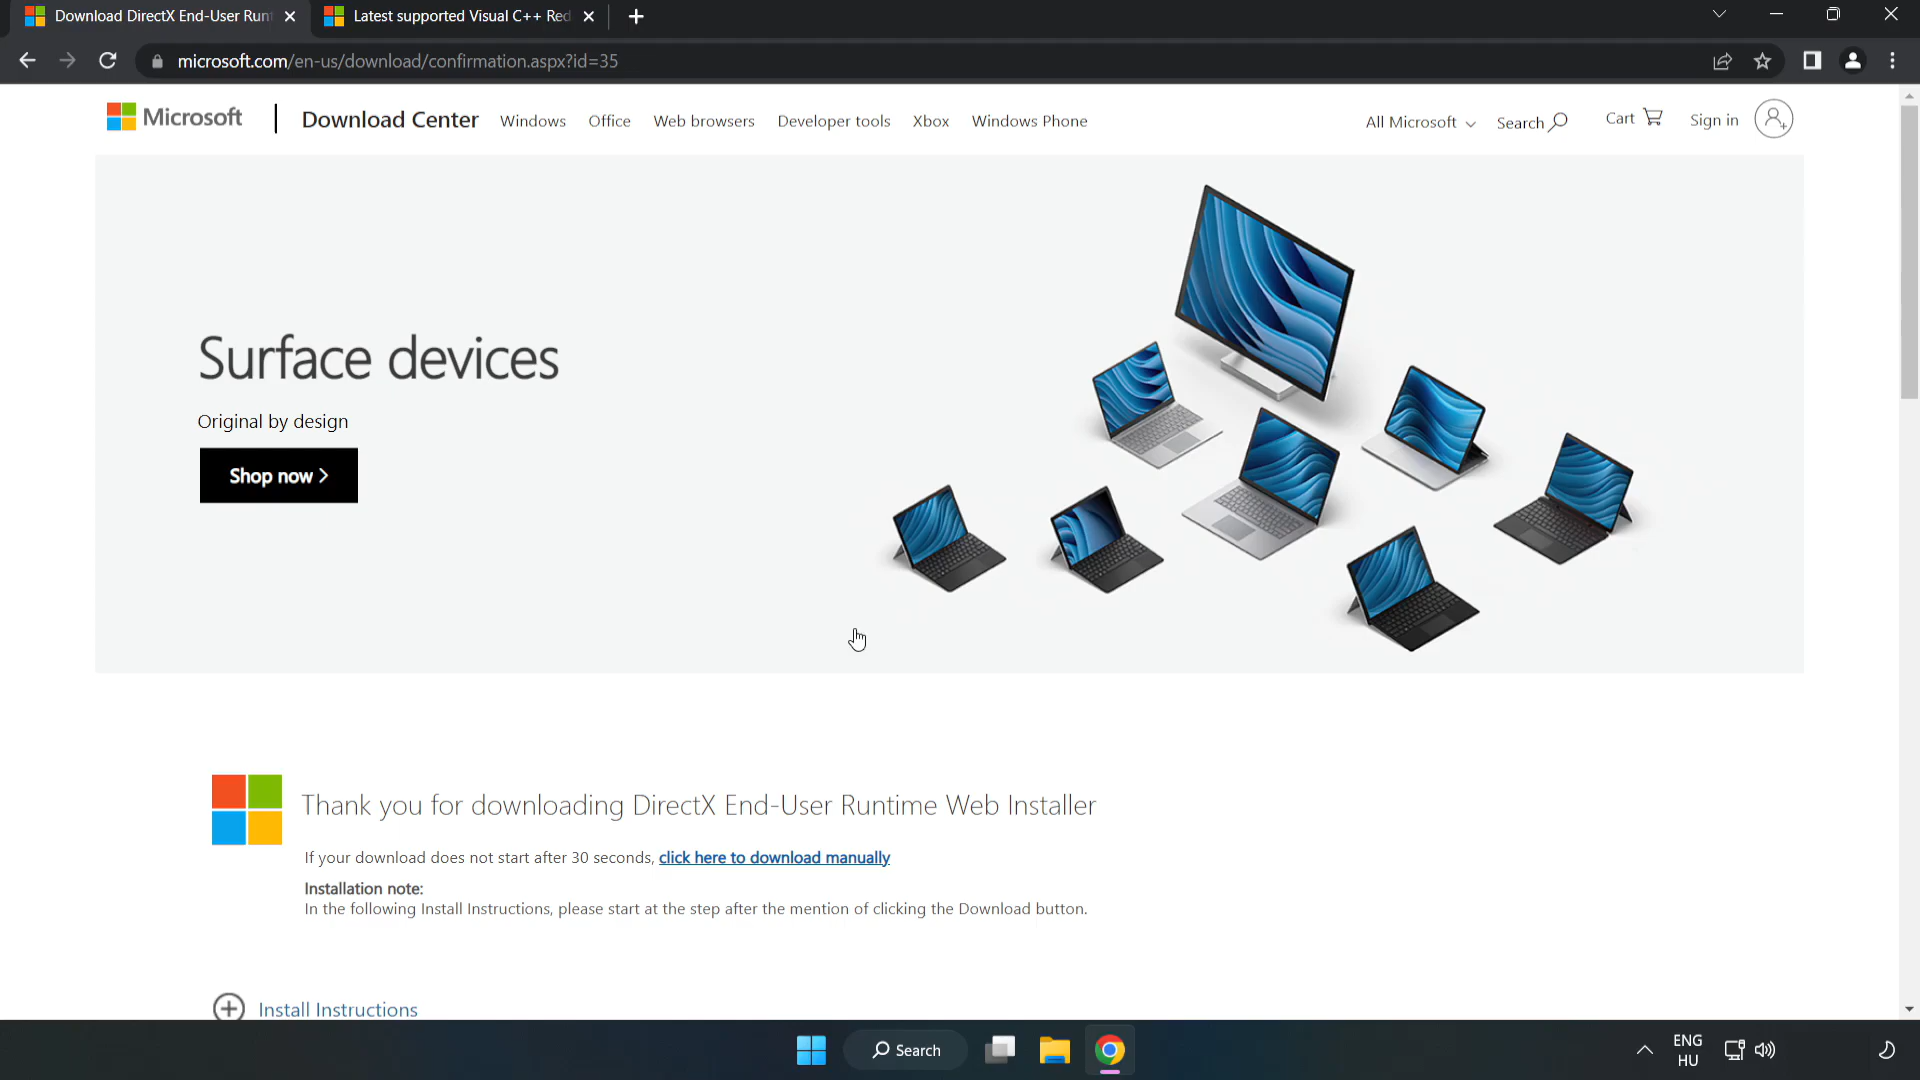 Download DirectX End-User Runt
Latest supported Visual C++ Red
microsoft.com/en-us/download/confirmation.aspx?id=35
Microsoft
Download Center
Windows
Office
Web browsers
Developer tools
Xbox
Windows Phone
All Microsoft
Search
Cart
Sign in
Surface devices
Original by design
Shop now
Thank you for downloading DirectX End-User Runtime Web Installer
If your download does not start after 30 seconds, click here to download manually
Installation note:
In the following Install Instructions, please start at the step after the mention of clicking the Download button.
Install Instructions
Search
ENG
HU